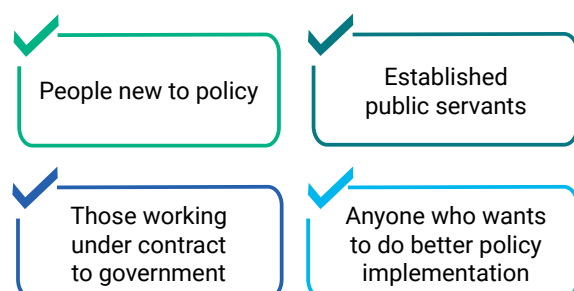 People new to policy
Established
public servants
Those working
under contract
to government
Anyone who wants
to do better policy
implementation